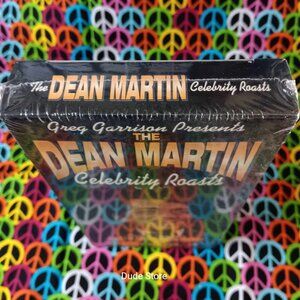 The DEAN MARTIN Celebrity Roasts
Greg Garrison Presents
THE
DEAN MARTIN
Celebrity Roasts
Dude Store